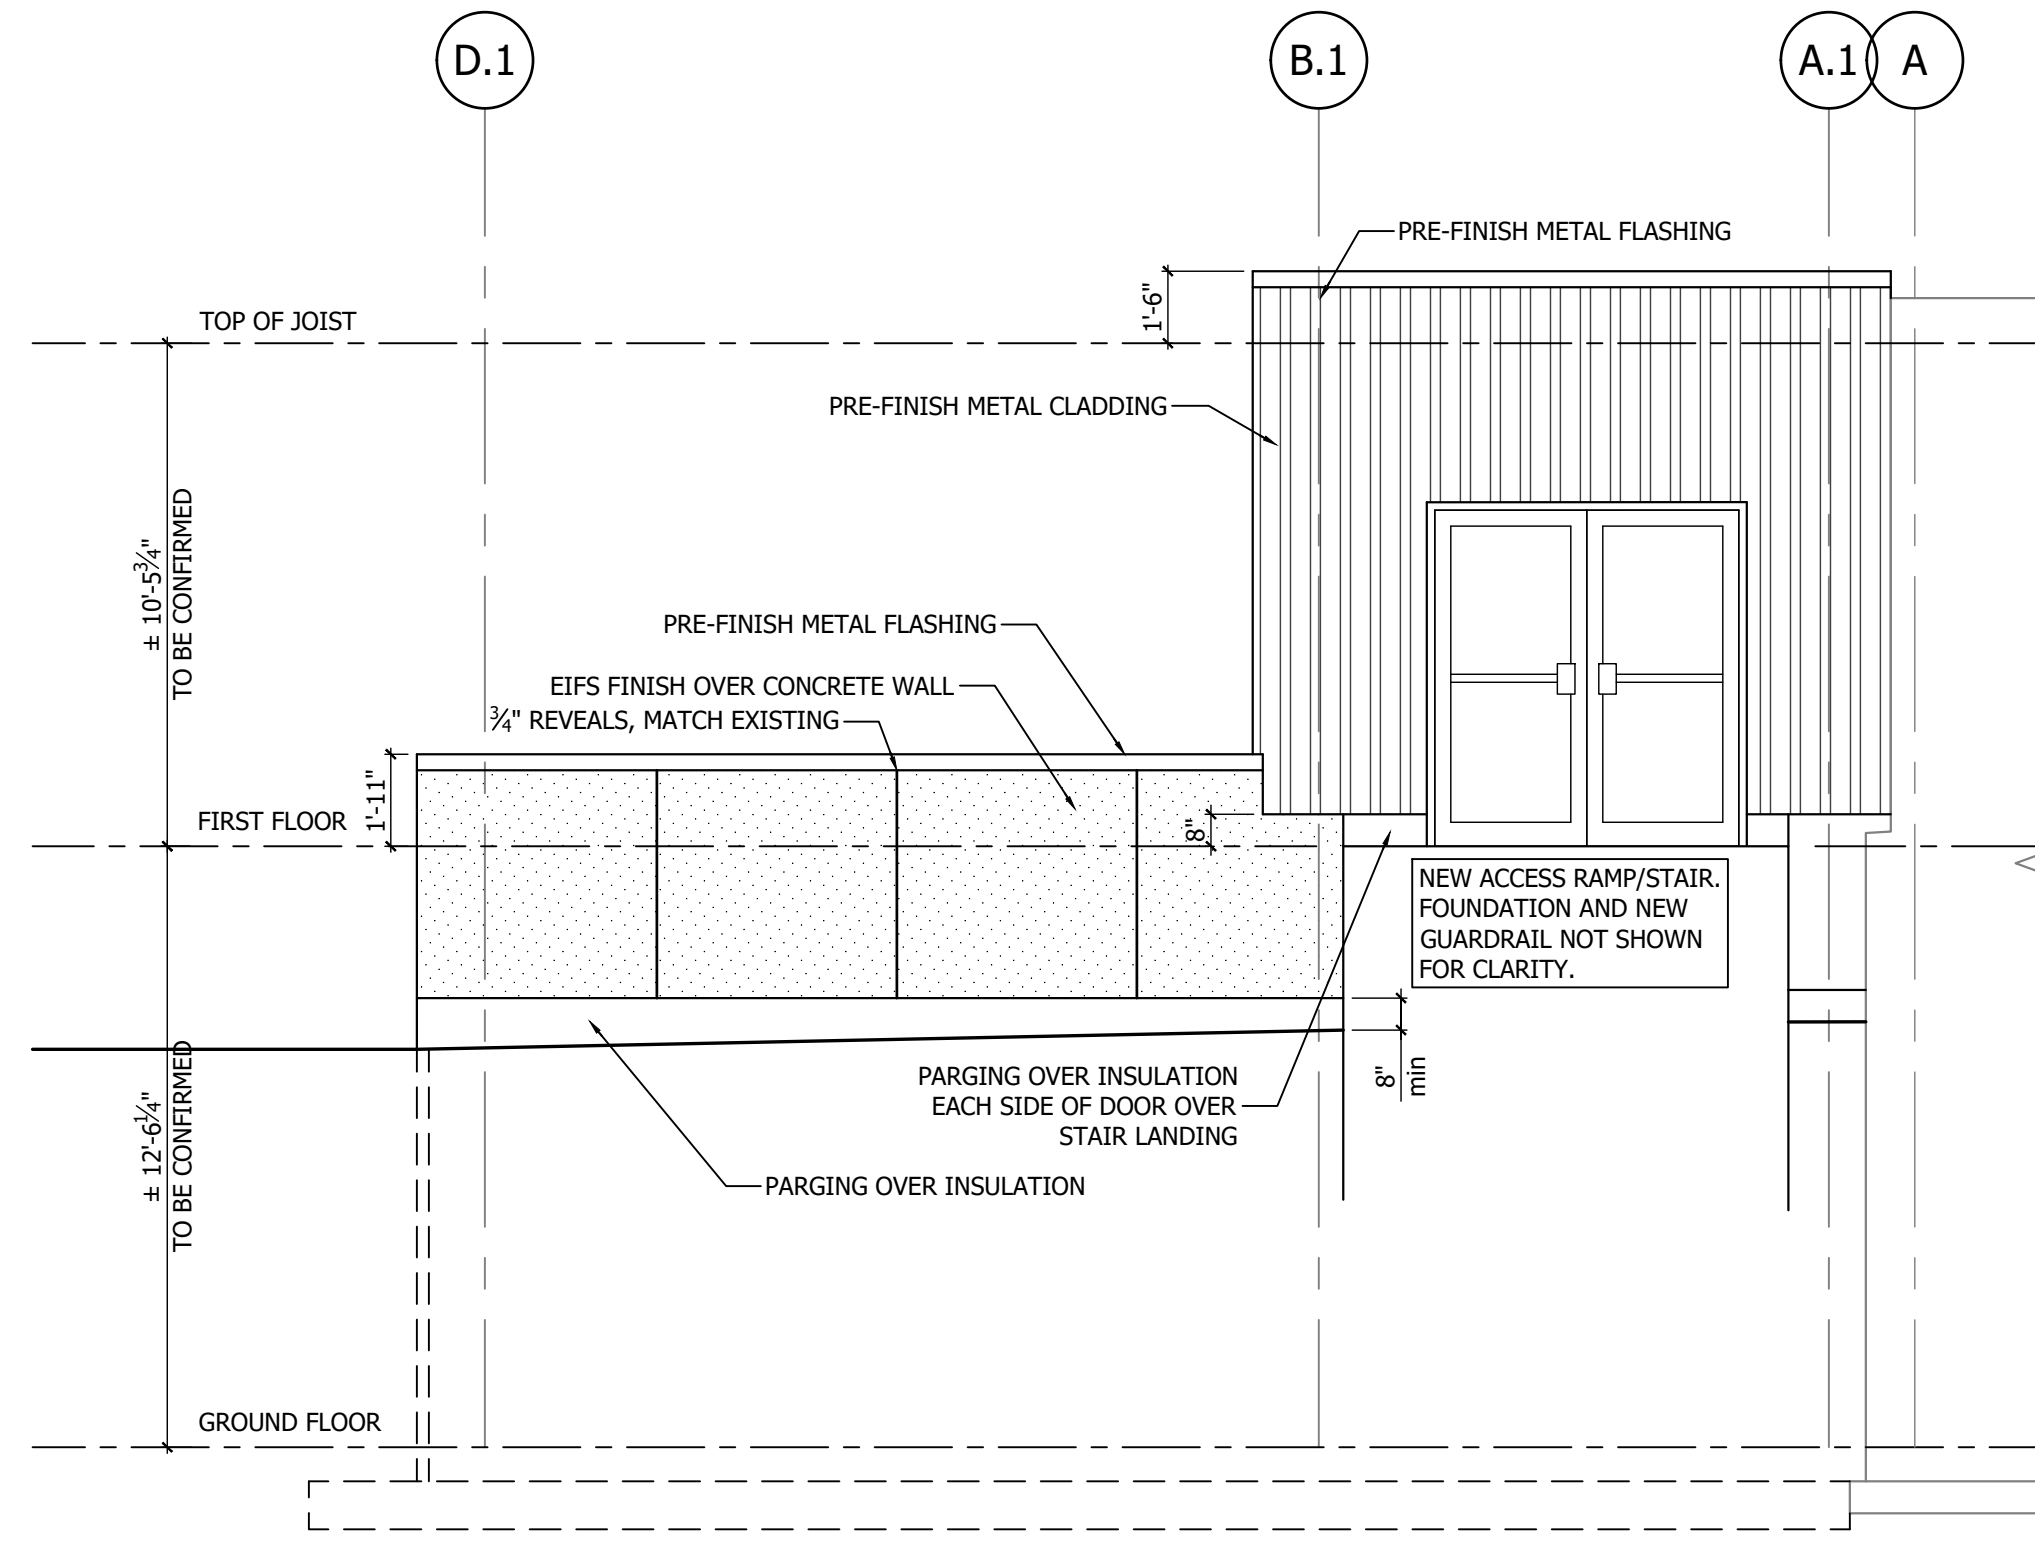 D.1
B.1
A.1
A
PRE-FINISH METAL FLASHING
1'-6"
TOP OF JOIST
PRE-FINISH METAL CLADDING
± 10'-5¾"
TO BE CONFIRMED
PRE-FINISH METAL FLASHING
EIFS FINISH OVER CONCRETE WALL
¾" REVEALS, MATCH EXISTING
1'-11"
FIRST FLOOR
8"
NEW ACCESS RAMP/STAIR.
FOUNDATION AND NEW
GUARDRAIL NOT SHOWN
FOR CLARITY.
8"
min
PARGING OVER INSULATION
EACH SIDE OF DOOR OVER
STAIR LANDING
± 12'-6¼"
TO BE CONFIRMED
PARGING OVER INSULATION
GROUND FLOOR